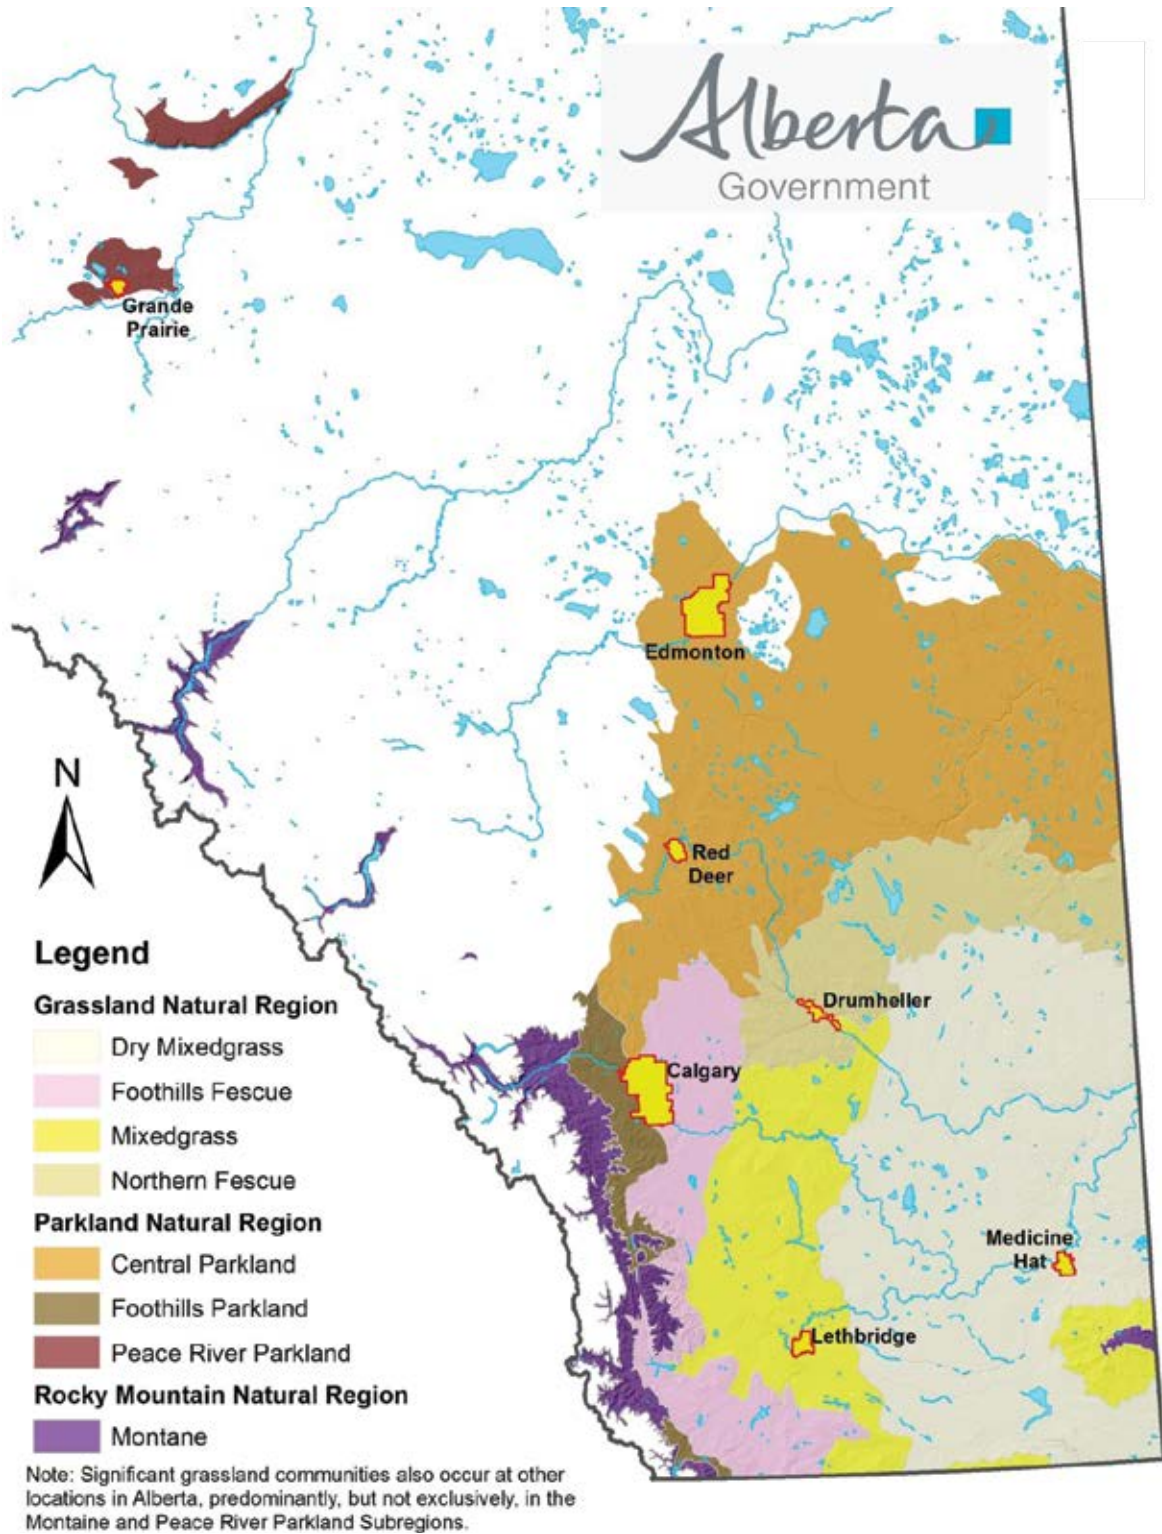 Alberta
Government
Grande
Prairie
Edmonton
Red
Deer
N
Drumheller
Calgary
Medicine
Hat
Lethbridge
Legend
Grassland Natural Region
Dry Mixedgrass
Foothills Fescue
Mixedgrass
Northern Fescue
Parkland Natural Region
Central Parkland
Foothills Parkland
Peace River Parkland
Rocky Mountain Natural Region
Montane
Note: Significant grassland communities also occur at other
locations in Alberta, predominantly, but not exclusively, in the
Montaine and Peace River Parkland Subregions.